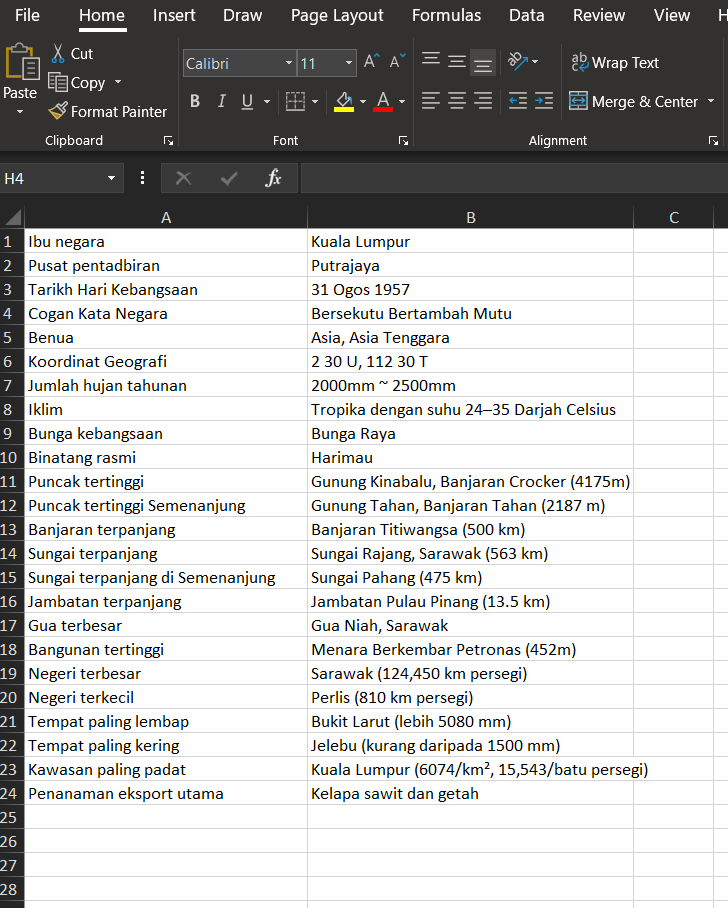 File Home Insert Draw Page Layout Formulas Data Review View H
Cut
Paste Copy
Format Painter
Clipboard
Calibri 11 A A
B I U A
Font
ab Wrap Text
Merge & Center
Alignment
H4 fx
A B C
1 Ibu negara Kuala Lumpur
2 Pusat pentadbiran Putrajaya
3 Tarikh Hari Kebangsaan 31 Ogos 1957
4 Cogan Kata Negara Bersekutu Bertambah Mutu
5 Benua Asia, Asia Tenggara
6 Koordinat Geografi 2 30 U, 112 30 T
7 Jumlah hujan tahunan 2000mm ~ 2500mm
8 Iklim Tropika dengan suhu 24–35 Darjah Celsius
9 Bunga kebangsaan Bunga Raya
10 Binatang rasmi Harimau
11 Puncak tertinggi Gunung Kinabalu, Banjaran Crocker (4175m)
12 Puncak tertinggi Semenanjung Gunung Tahan, Banjaran Tahan (2187 m)
13 Banjaran terpanjang Banjaran Titiwangsa (500 km)
14 Sungai terpanjang Sungai Rajang, Sarawak (563 km)
15 Sungai terpanjang di Semenanjung Sungai Pahang (475 km)
16 Jambatan terpanjang Jambatan Pulau Pinang (13.5 km)
17 Gua terbesar Gua Niah, Sarawak
18 Bangunan tertinggi Menara Berkembar Petronas (452m)
19 Negeri terbesar Sarawak (124,450 km persegi)
20 Negeri terkecil Perlis (810 km persegi)
21 Tempat paling lembap Bukit Larut (lebih 5080 mm)
22 Tempat paling kering Jelebu (kurang daripada 1500 mm)
23 Kawasan paling padat Kuala Lumpur (6074/km², 15,543/batu persegi)
24 Penanaman eksport utama Kelapa sawit dan getah
25
26
27
28